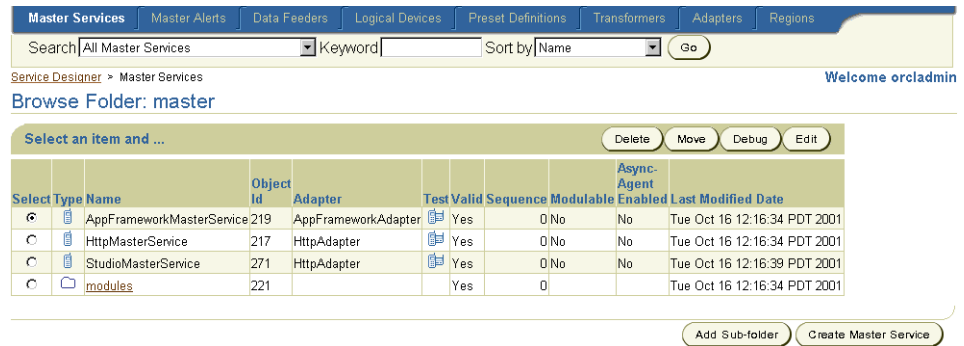 Master Services Master Alerts Data Feeders Logical Devices Preset Definitions Transformers Adapters Regions
Search All Master Services Keyword Sort by Name Go
Service Designer > Master Services Welcome orcladmin
Browse Folder: master
Select an item and ... Delete Move Debug Edit
Select Type Name Object Id Adapter Test Valid Sequence Modulable Async-Agent Enabled Last Modified Date
AppFrameworkMasterService 219 AppFrameworkAdapter Yes 0 No No Tue Oct 16 12:16:34 PDT 2001
HttpMasterService 217 HttpAdapter Yes 0 No No Tue Oct 16 12:16:34 PDT 2001
StudioMasterService 271 HttpAdapter Yes 0 No No Tue Oct 16 12:16:39 PDT 2001
modules 221 Yes 0 Tue Oct 16 12:16:34 PDT 2001
Add Sub-folder Create Master Service